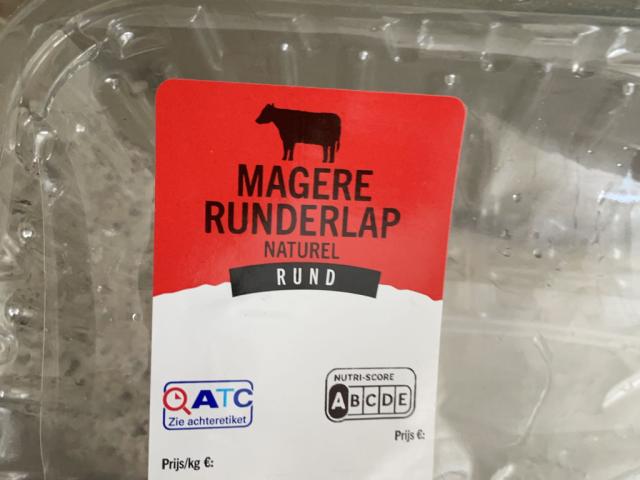 MAGERE
RUNDERLAP
NATUREL
RUND
ATC
Zie achteretiket
NUTRI-SCORE
ABCDE
Prijs €:
Prijs/kg €: